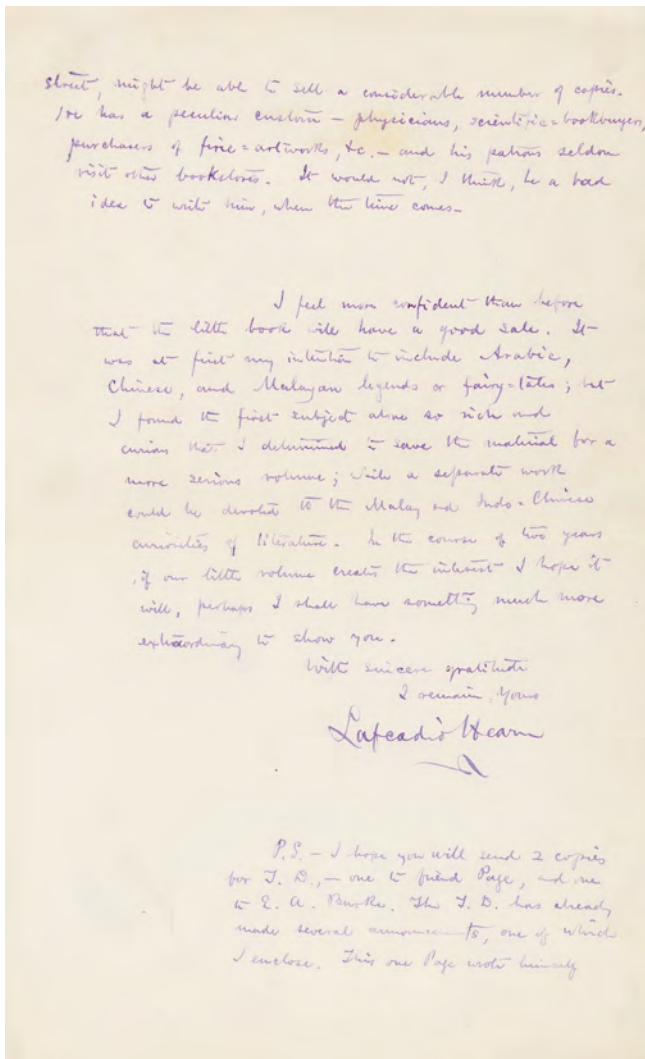 street, might be able to sell a considerable number of copies.
He has a peculiar custom – physicians, scientific=bookbuyers,
purchasers of fine=artworks, &c. – and his patrons seldom
visit other bookstores. It would not, I think, be a bad
idea to write him, when the time comes –
I feel more confident than before
that the little book will have a good sale. It
was at first my intention to include Arabic,
Chinese, and Malayan legends or fairy=tales; but
I found the first subject alone so rich and
curious that I determined to save the material for a
more serious volume; while a separate work
could be devoted to the Malay and Indo=Chinese
curiosities of literature. In the course of two years
, if our little volume creates the interest I hope it
will, perhaps I shall have something much more
extraordinary to show you.
With sincere gratitude
I remain, Yours
Lafcadio Hearn
P.S. – I hope you will send 2 copies
for T. D., – one to friend Page, and one
to E. A. Burke. The T. D. has already
made several announcements, one of which
I enclose. This one Page wrote himself